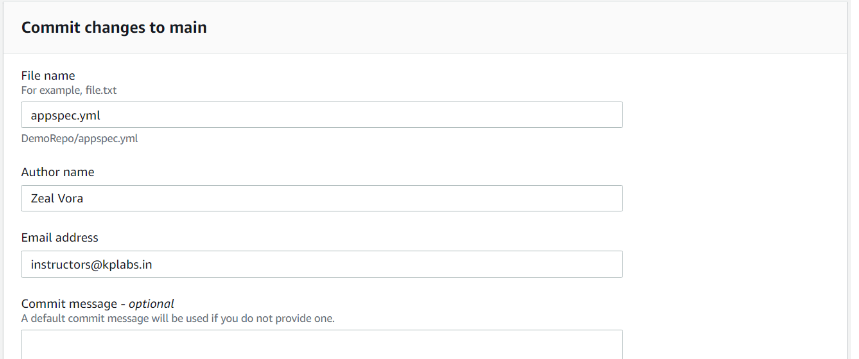 Commit changes to main
File name
For example, file.txt
appspec.yml
DemoRepo/appspec.yml
Author name
Zeal Vora
Email address
instructors@kplabs.in
Commit message - optional
A default commit message will be used if you do not provide one.